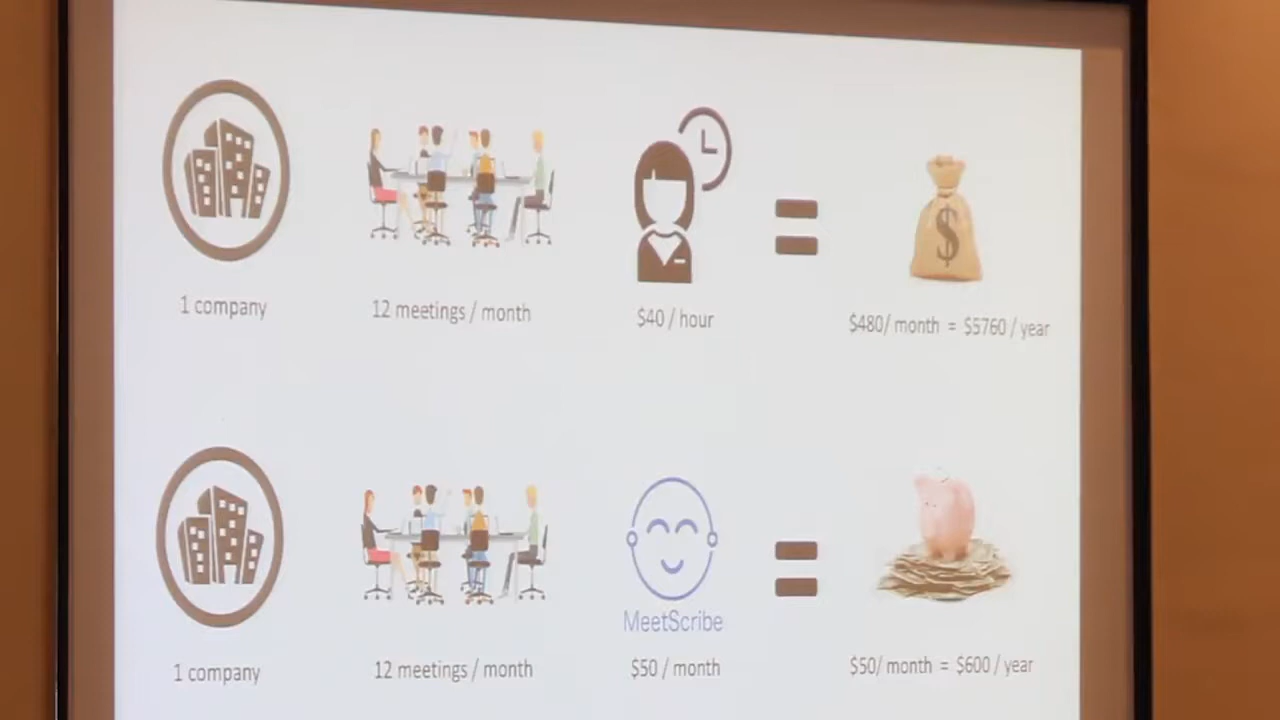 1 company
12 meetings / month
$40 / hour
$480/ month = $5760 / year
MeetScribe
1 company
12 meetings / month
$50 / month
$50/ month = $600 / year